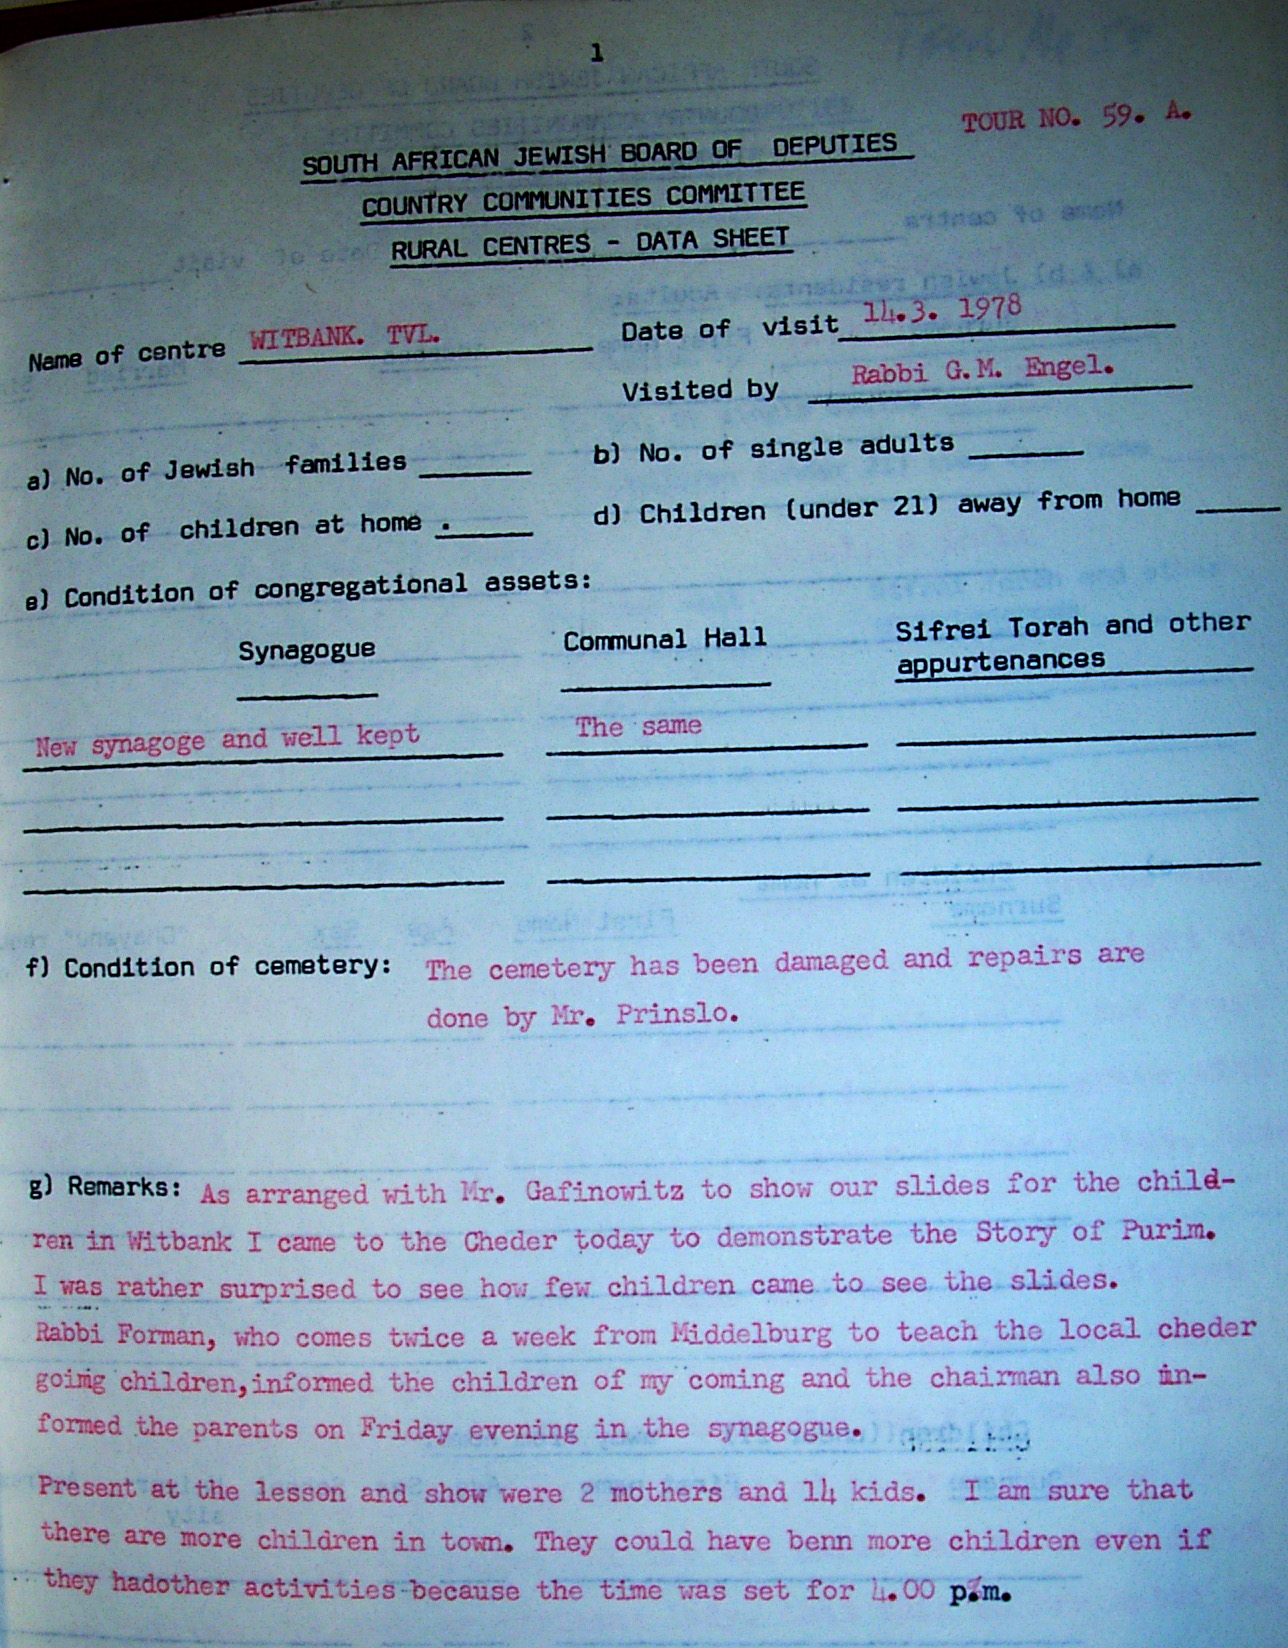 1
TOUR NO. 59. A.
SOUTH AFRICAN JEWISH BOARD OF DEPUTIES
COUNTRY COMMUNITIES COMMITTEE
RURAL CENTRES - DATA SHEET
Name of centre WITBANK. TVL. Date of visit 14.3. 1978
Visited by Rabbi G.M. Engel.
a) No. of Jewish families b) No. of single adults
c) No. of children at home . d) Children (under 21) away from home
e) Condition of congregational assets:
Synagogue Communal Hall Sifrei Torah and other
appurtenances
New synagoge and well kept The same
f) Condition of cemetery: The cemetery has been damaged and repairs are
done by Mr. Prinslo.
g) Remarks: As arranged with Mr. Gafinowitz to show our slides for the child-
ren in Witbank I came to the Cheder today to demonstrate the Story of Purim.
I was rather surprised to see how few children came to see the slides.
Rabbi Forman, who comes twice a week from Middelburg to teach the local cheder
going children,informed the children of my coming and the chairman also in-
formed the parents on Friday evening in the synagogue.
Present at the lesson and show were 2 mothers and 14 kids. I am sure that
there are more children in town. They could have benn more children even if
they hadother activities because the time was set for 4.00 p.m.